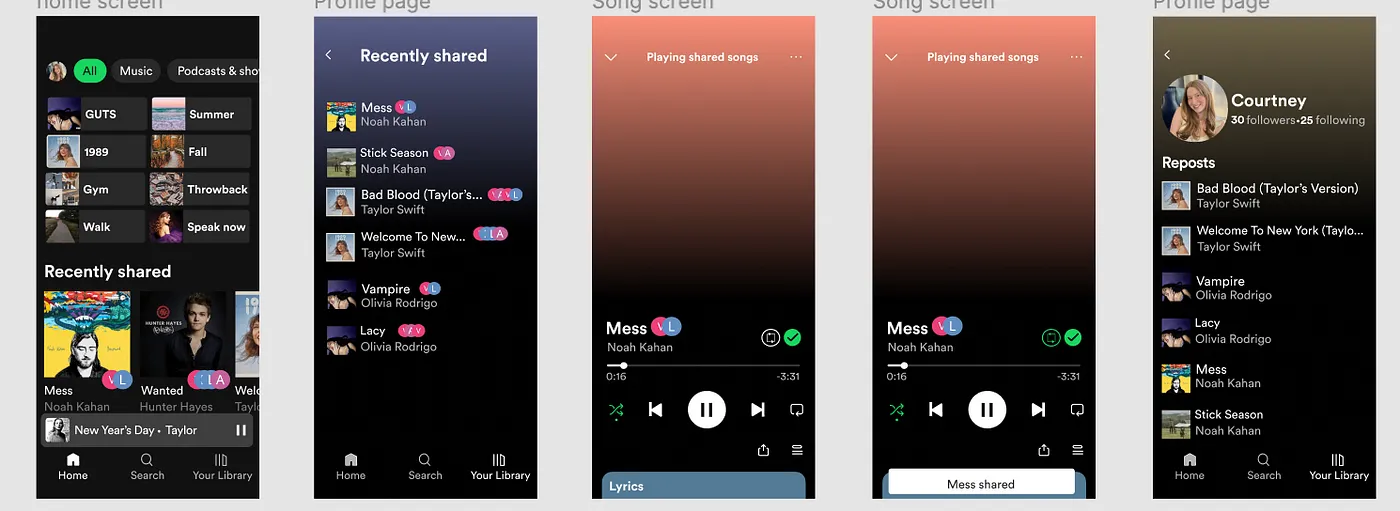 home screen
All
Music
Podcasts & sho
GUTS
Summer
1989
Fall
Gym
Throwback
Walk
Speak now
Recently shared
HUNTER HAYES
V L
L A
Mess
Noah Kahan
Wanted
Hunter Hayes
Welc
Taylo
New Year's Day • Taylor
Home
Search
Your Library
Profile page
Recently shared
Mess V L
Noah Kahan
Stick Season V A
Noah Kahan
Bad Blood (Taylor's... V A V L
Taylor Swift
Welcome To New... L A
Taylor Swift
Vampire V L
Olivia Rodrigo
Lacy V A V
Olivia Rodrigo
Home
Search
Your Library
Song screen
Playing shared songs
Mess V L
Noah Kahan
0:16
-3:31
Lyrics
Song screen
Playing shared songs
Mess V L
Noah Kahan
0:16
-3:31
Mess shared
Profile page
Courtney
30 followers•25 following
Reposts
Bad Blood (Taylor's Version)
Taylor Swift
Welcome To New York (Taylo...
Taylor Swift
Vampire
Olivia Rodrigo
Lacy
Olivia Rodrigo
Mess
Noah Kahan
Stick Season
Noah Kahan
Home
Search
Your Library